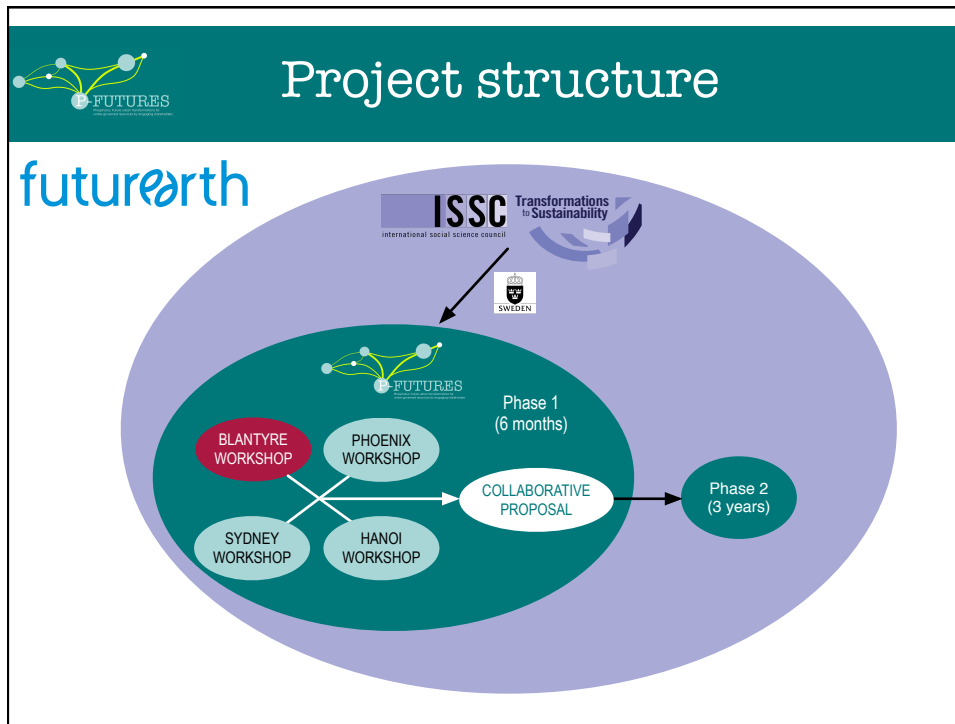 Project structure
P-FUTURES
futurearth
ISSC
international social science council
Transformations
to Sustainability
SWEDEN
P-FUTURES
Phase 1
(6 months)
BLANTYRE
WORKSHOP
PHOENIX
WORKSHOP
COLLABORATIVE
PROPOSAL
Phase 2
(3 years)
SYDNEY
WORKSHOP
HANOI
WORKSHOP